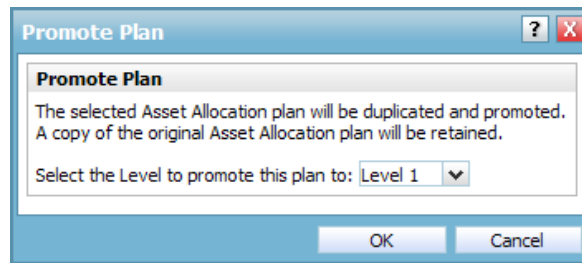 Promote Plan
? X
Promote Plan
The selected Asset Allocation plan will be duplicated and promoted.
A copy of the original Asset Allocation plan will be retained.
Select the Level to promote this plan to: Level 1
OK Cancel